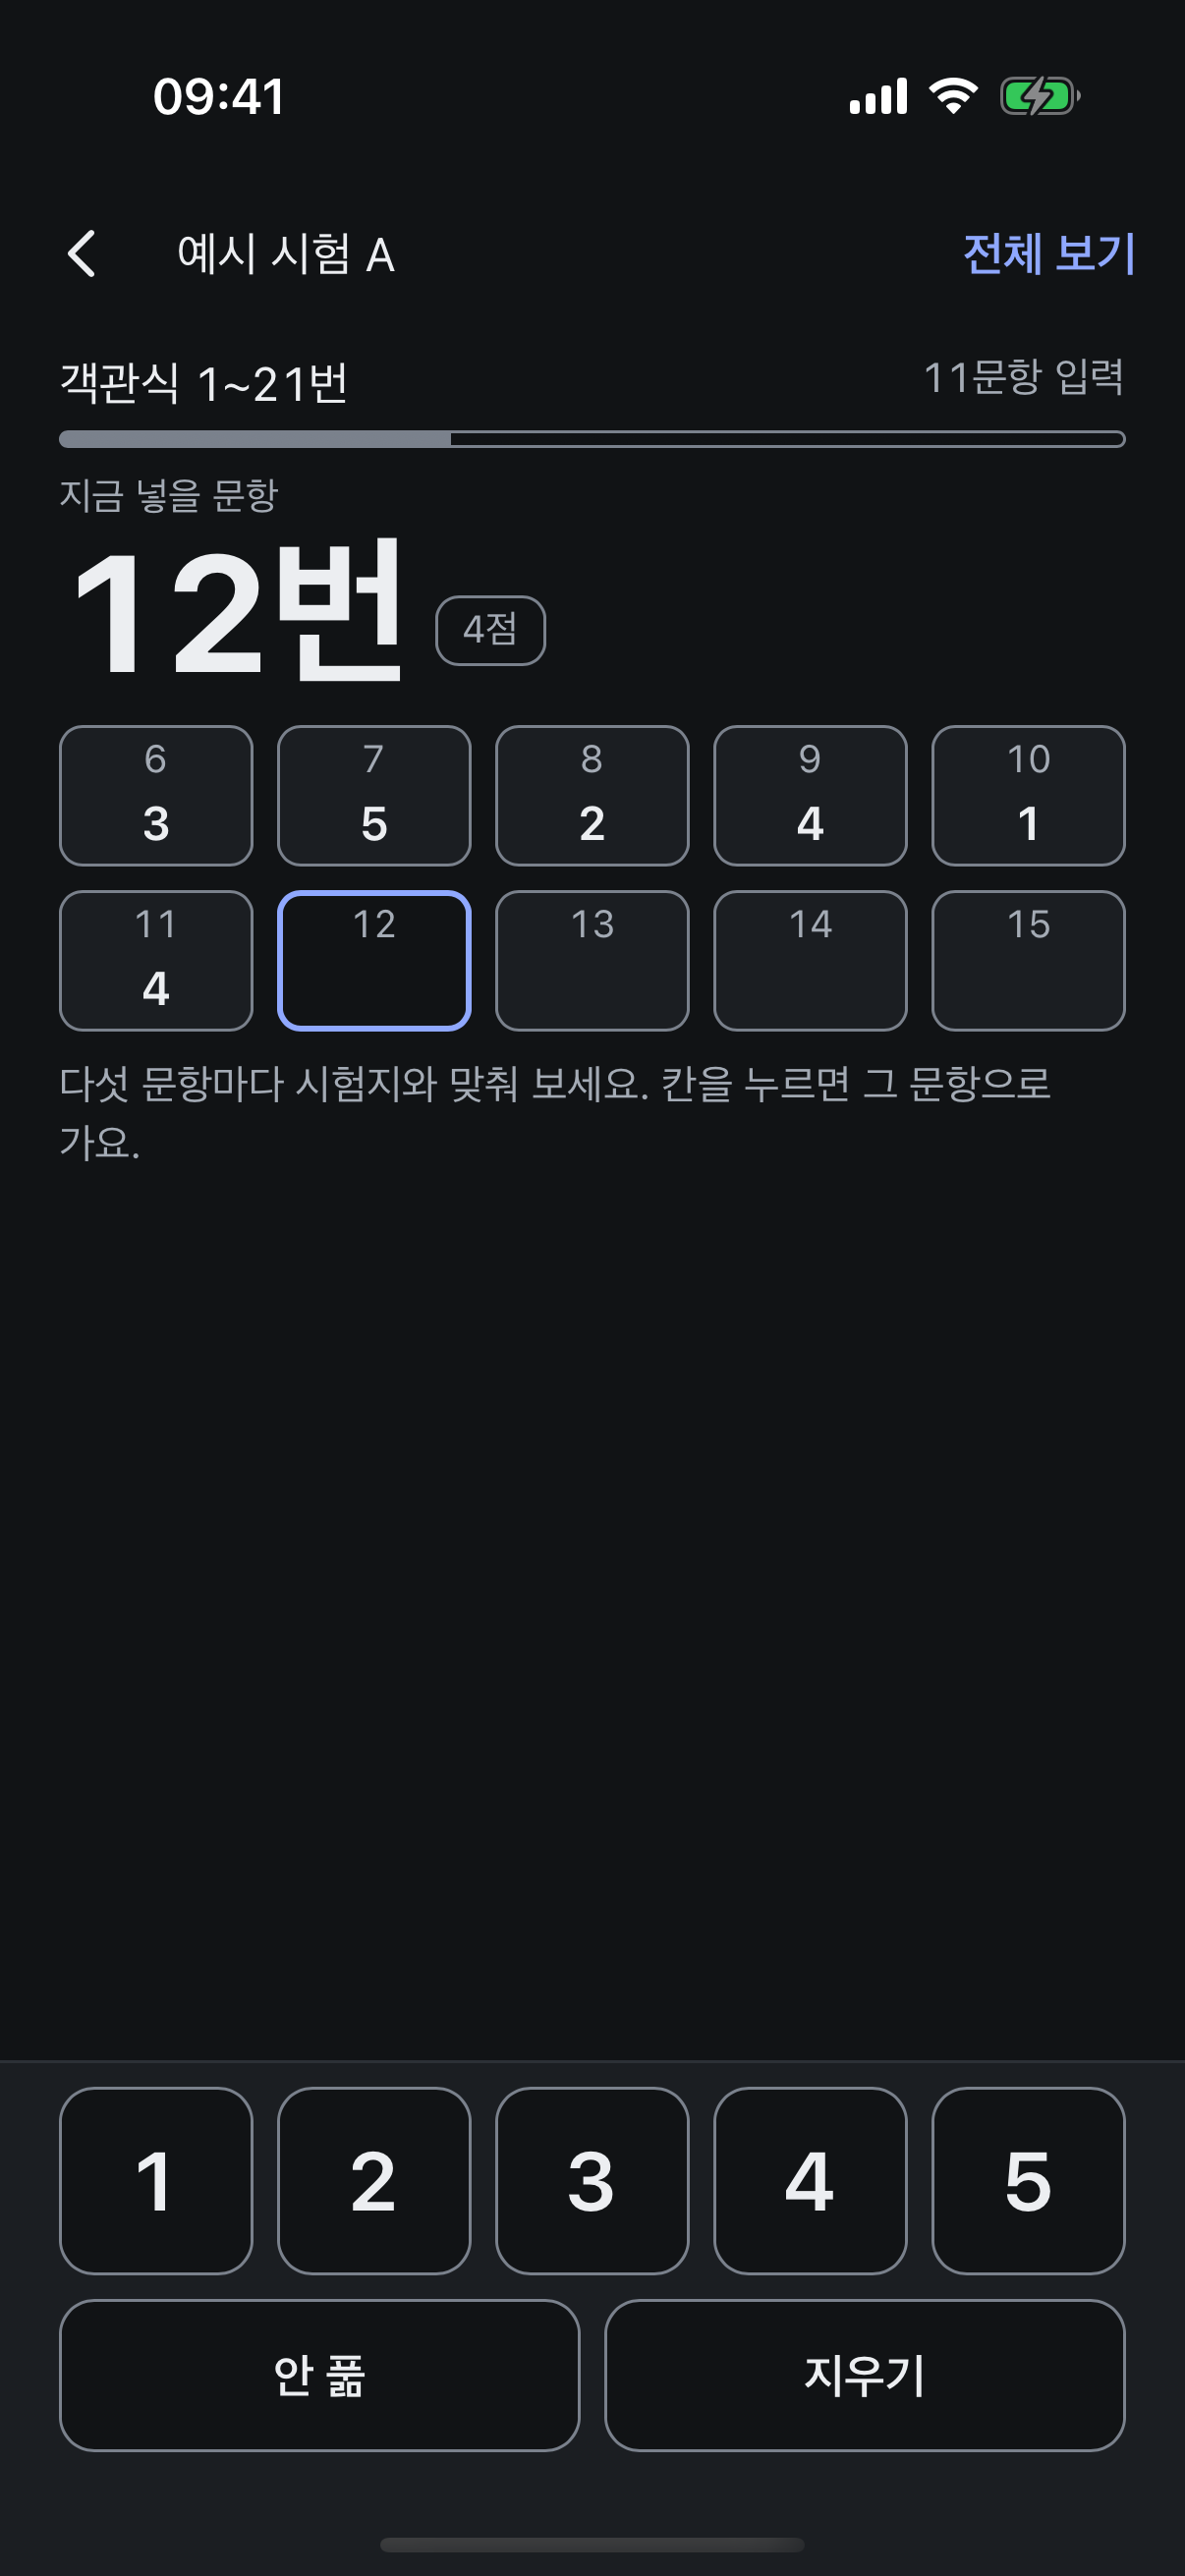 09:41
예시 시험 A
전체 보기
객관식 1~21번
11문항 입력
지금 넣을 문항
12번
4점
6 7 8 9 10
3 5 2 4 1
11 12 13 14 15
4
다섯 문항마다 시험지와 맞춰 보세요. 칸을 누르면 그 문항으로
가요.
1 2 3 4 5
안 풂 지우기